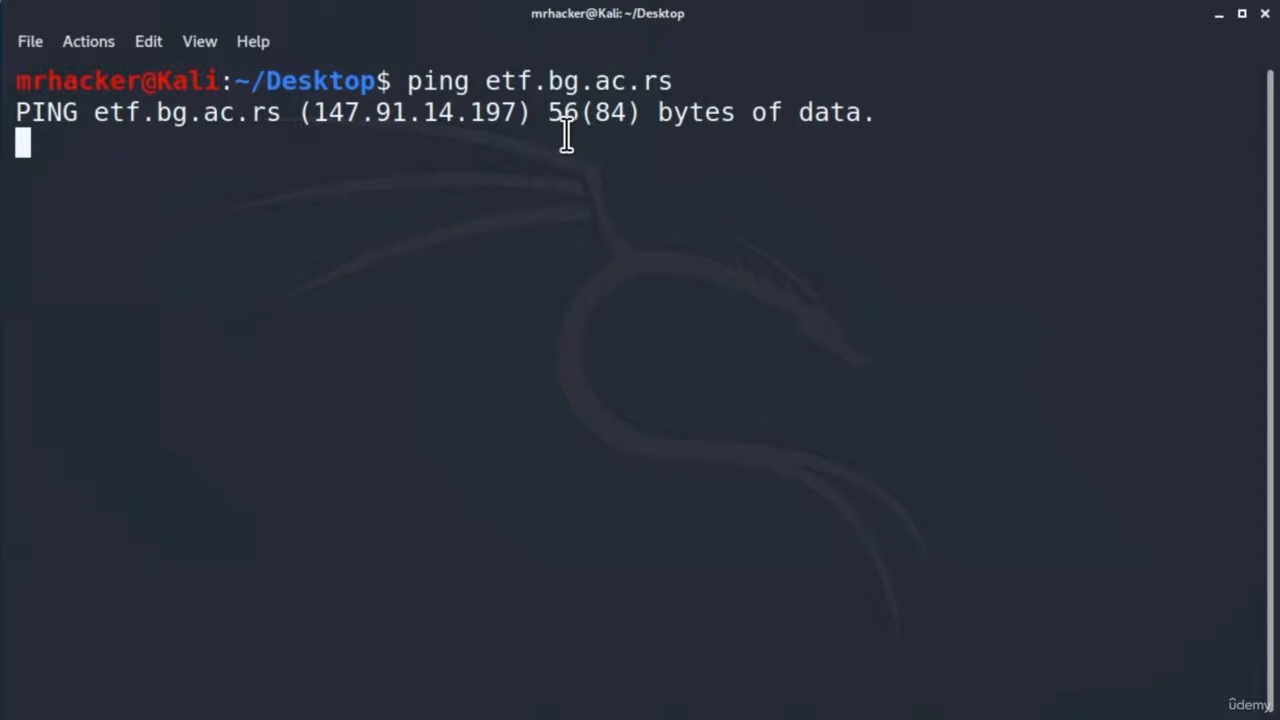 mrhacker@Kali: ~/Desktop
File Actions Edit View Help
mrhacker@Kali:~/Desktop$ ping etf.bg.ac.rs
PING etf.bg.ac.rs (147.91.14.197) 56(84) bytes of data.
ûdemy